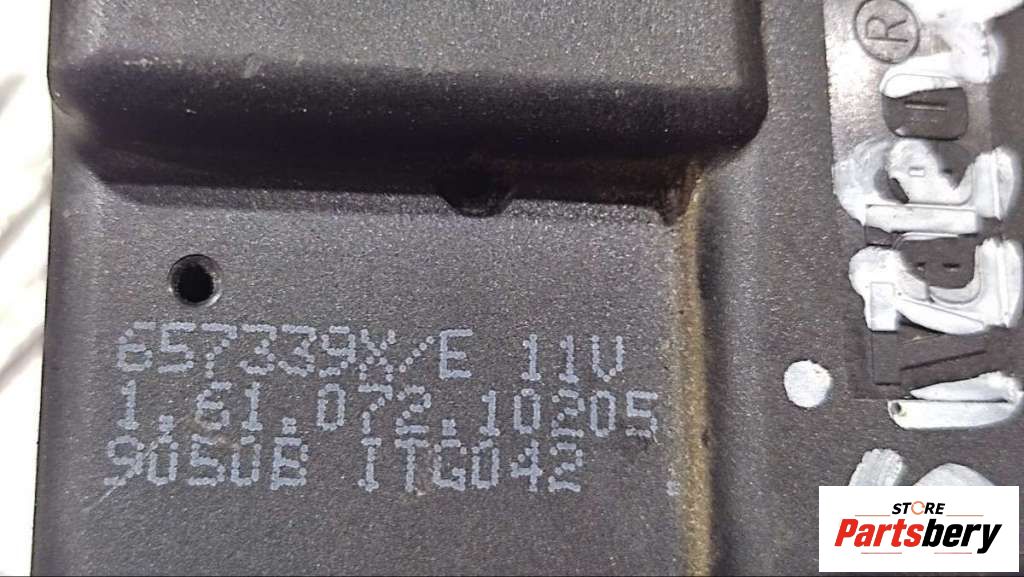 657339X/E 11V
1.61.072.10205
9050B ITG042
Valeo®
STORE
Partsbery